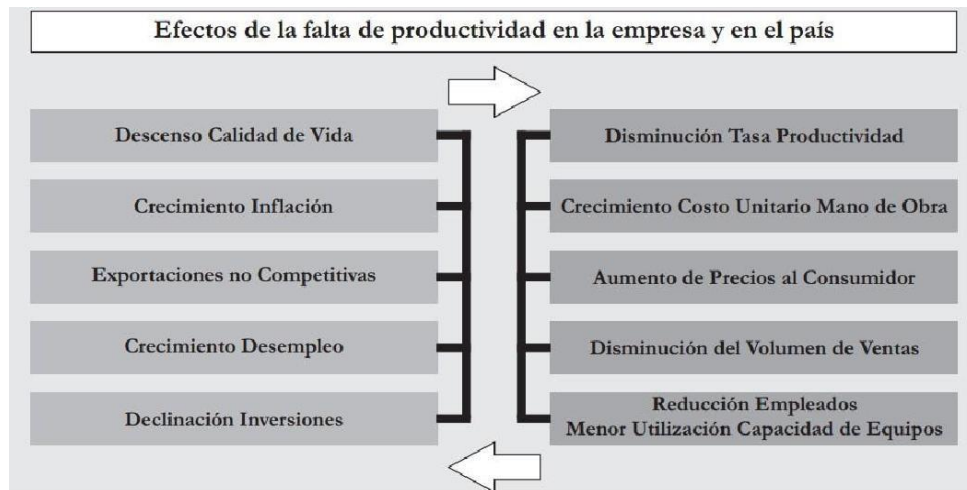 Efectos de la falta de productividad en la empresa y en el país
Descenso Calidad de Vida
Crecimiento Inflación
Exportaciones no Competitivas
Crecimiento Desempleo
Declinación Inversiones
Disminución Tasa Productividad
Crecimiento Costo Unitario Mano de Obra
Aumento de Precios al Consumidor
Disminución del Volumen de Ventas
Reducción Empleados
Menor Utilización Capacidad de Equipos